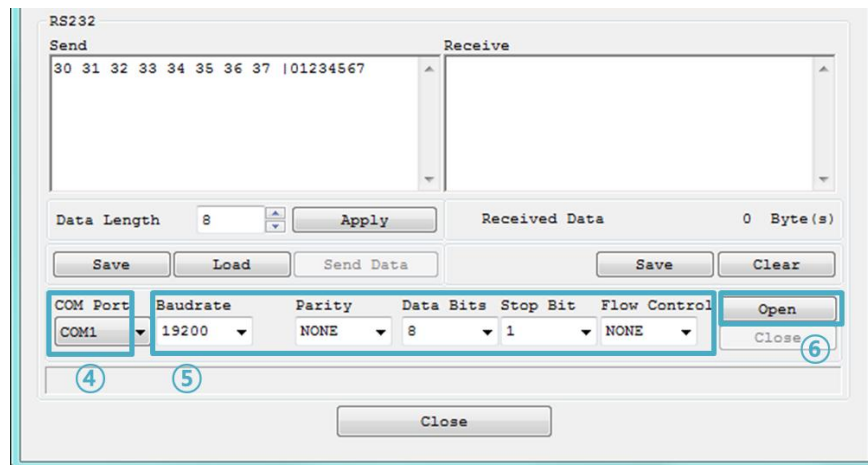 RS232
Send Receive
30 31 32 33 34 35 36 37 |01234567
Data Length 8 Apply Received Data 0 Byte(s)
Save Load Send Data Save Clear
COM Port Baudrate Parity Data Bits Stop Bit Flow Control Open
COM1 19200 NONE 8 1 NONE Close
④ ⑤ ⑥
Close